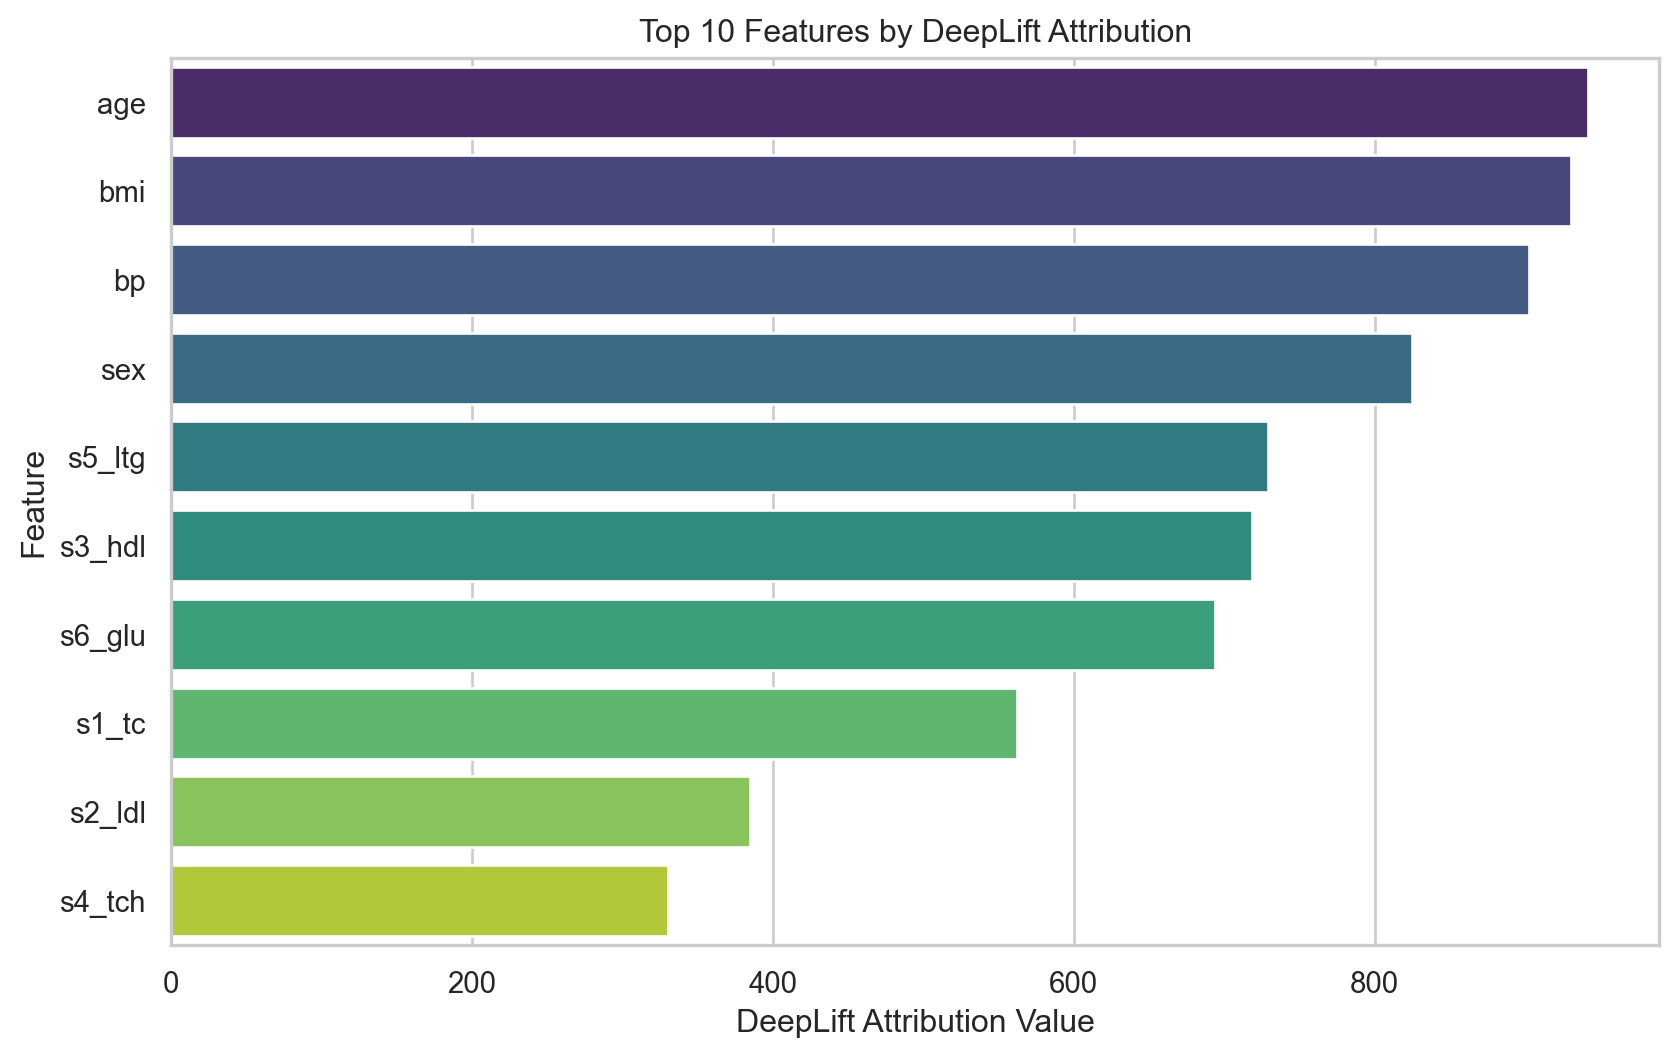 Top 10 Features by DeepLift Attribution
age
bmi
bp
sex
s5_ltg
s3_hdl
s6_glu
s1_tc
s2_ldl
s4_tch
Feature
0 200 400 600 800
DeepLift Attribution Value